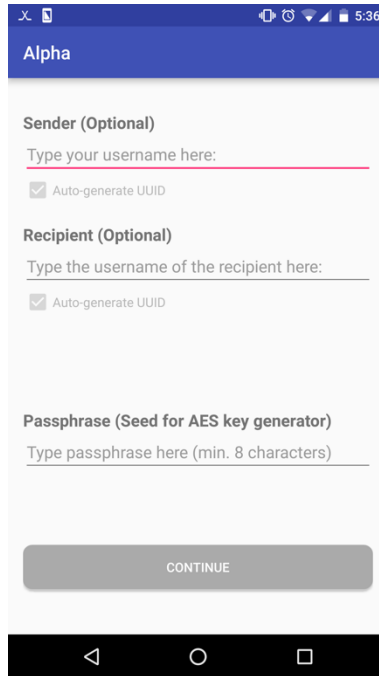 5:36
Alpha
Sender (Optional)
Type your username here:
Auto-generate UUID
Recipient (Optional)
Type the username of the recipient here:
Auto-generate UUID
Passphrase (Seed for AES key generator)
Type passphrase here (min. 8 characters)
CONTINUE